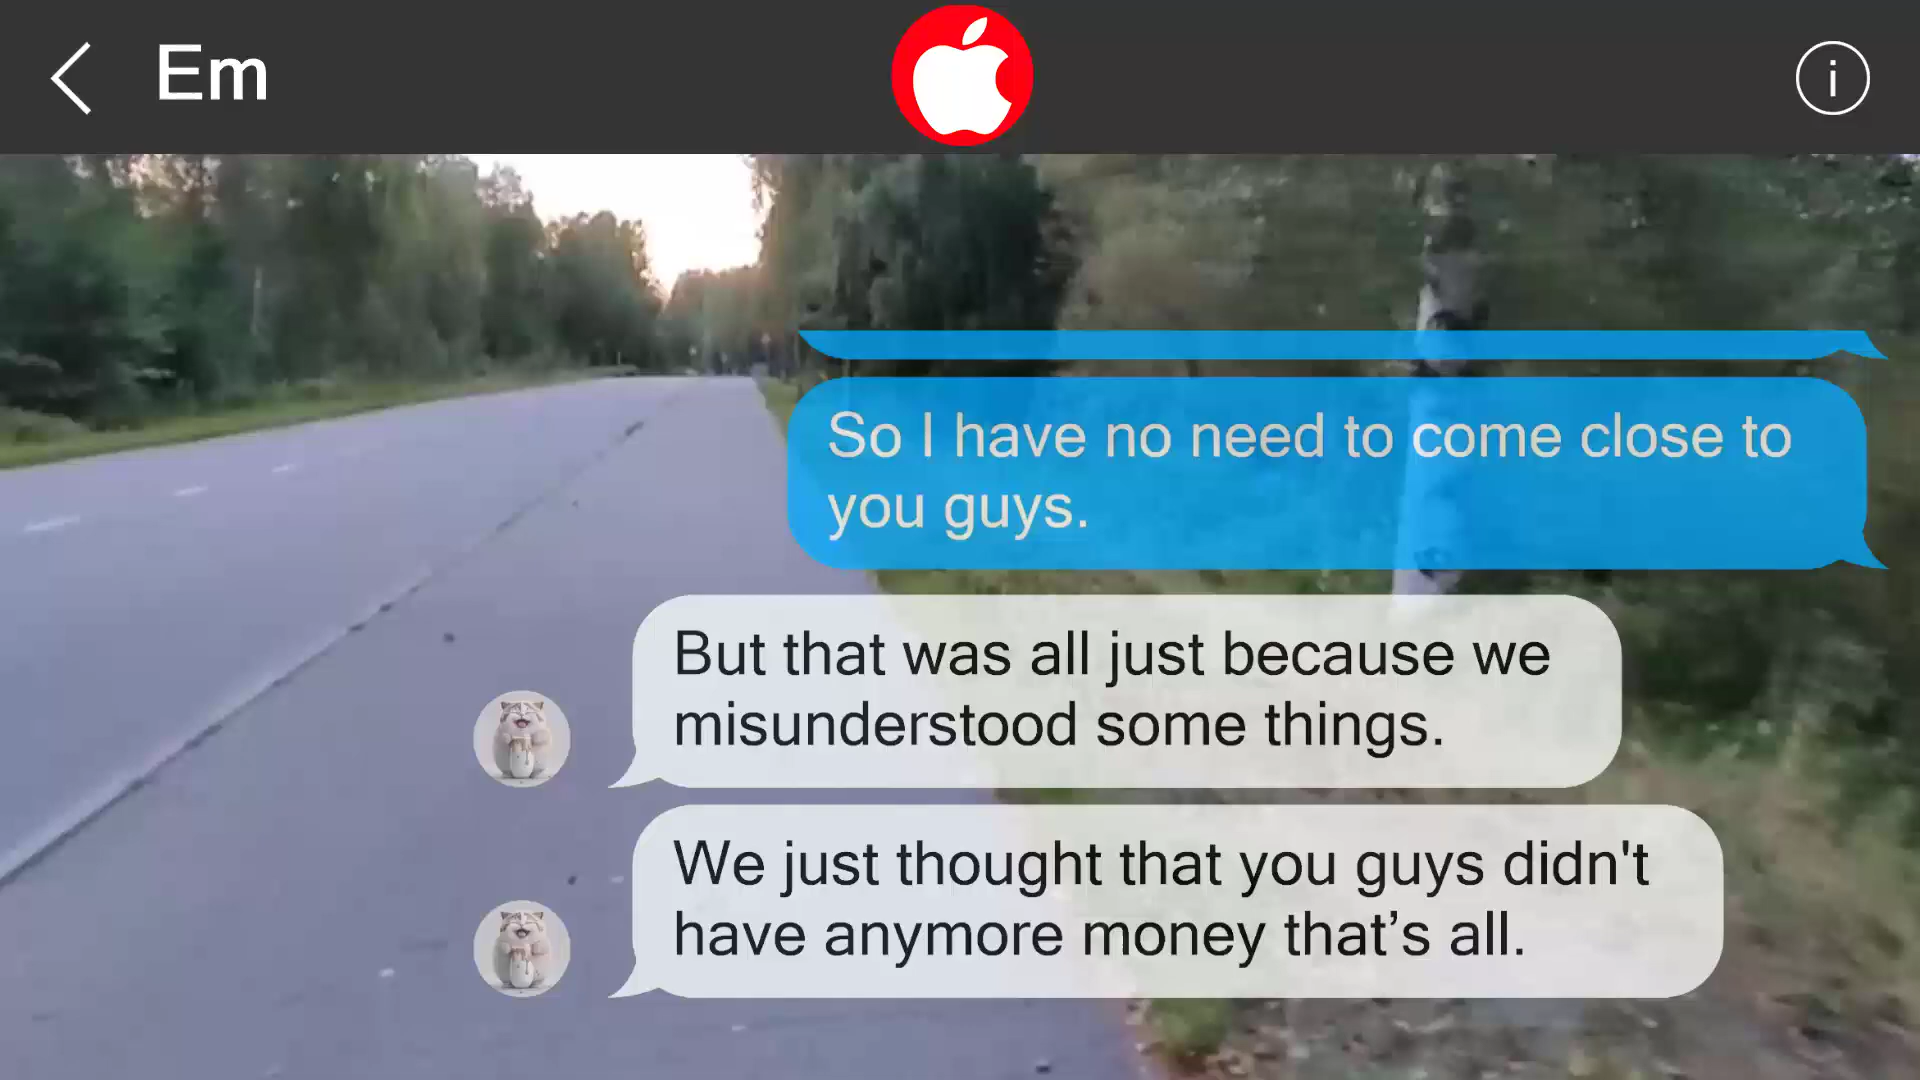 Em
i
So I have no need to come close to
you guys.
But that was all just because we
misunderstood some things.
We just thought that you guys didn't
have anymore money that’s all.